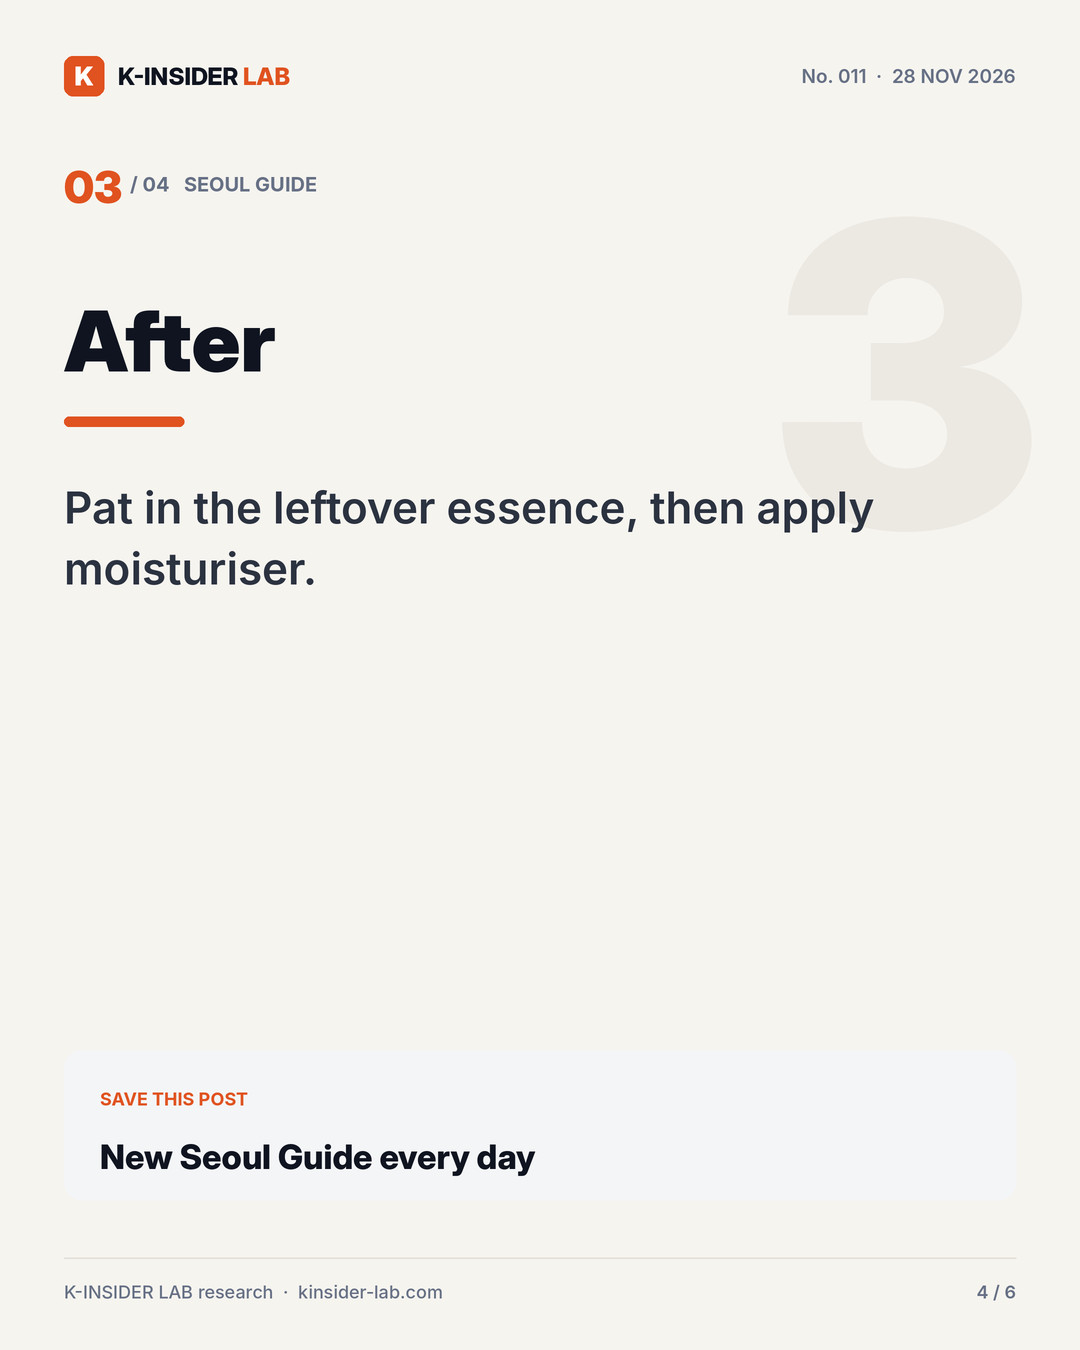 K K-INSIDER LAB
No. 011 · 28 NOV 2026
03 / 04 SEOUL GUIDE
3
After
Pat in the leftover essence, then apply
moisturiser.
SAVE THIS POST
New Seoul Guide every day
K-INSIDER LAB research · kinsider-lab.com
4 / 6